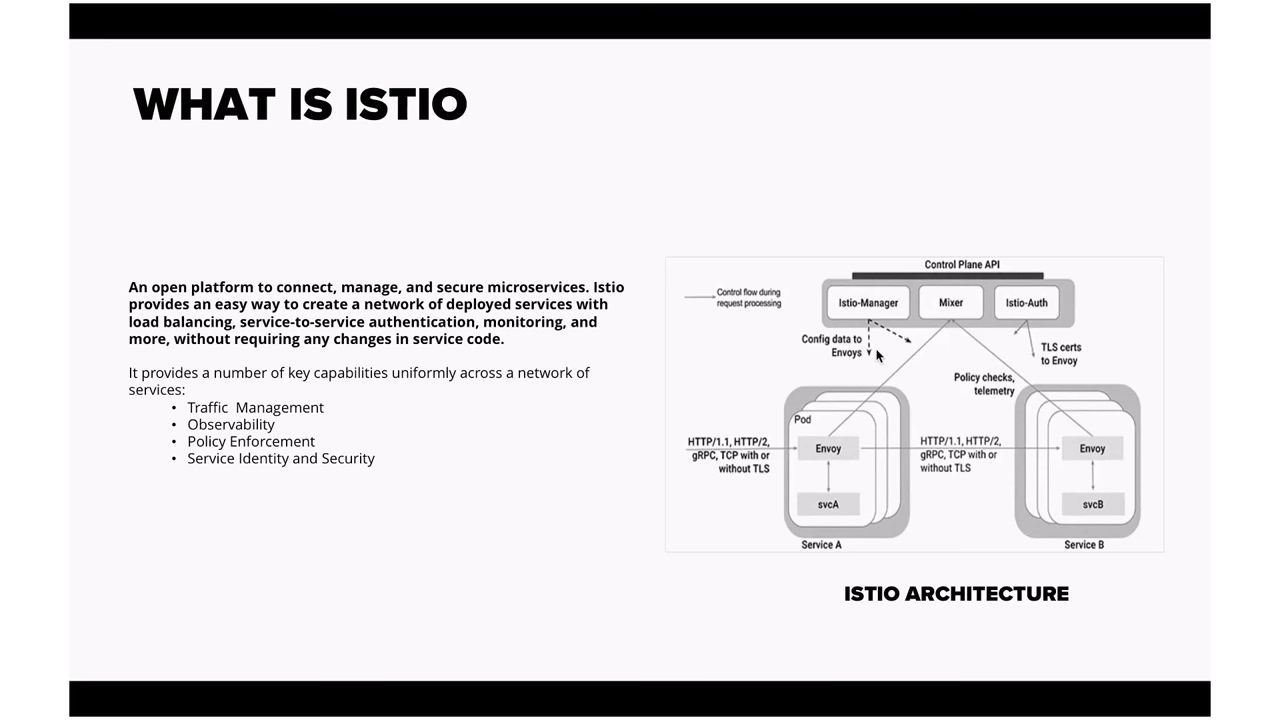 WHAT IS ISTIO
An open platform to connect, manage, and secure microservices. Istio
provides an easy way to create a network of deployed services with
load balancing, service-to-service authentication, monitoring, and
more, without requiring any changes in service code.
It provides a number of key capabilities uniformly across a network of
services:
• Traffic  Management
• Observability
• Policy Enforcement
• Service Identity and Security
Control Plane API
Control flow during
request processing
Istio-Manager
Mixer
Istio-Auth
Config data to
Envoys
TLS certs
to Envoy
Policy checks,
telemetry
Pod
HTTP/1.1, HTTP/2,
gRPC, TCP with or
without TLS
Envoy
HTTP/1.1, HTTP/2,
gRPC, TCP with or
without TLS
Envoy
svcA
svcB
Service A
Service B
ISTIO ARCHITECTURE